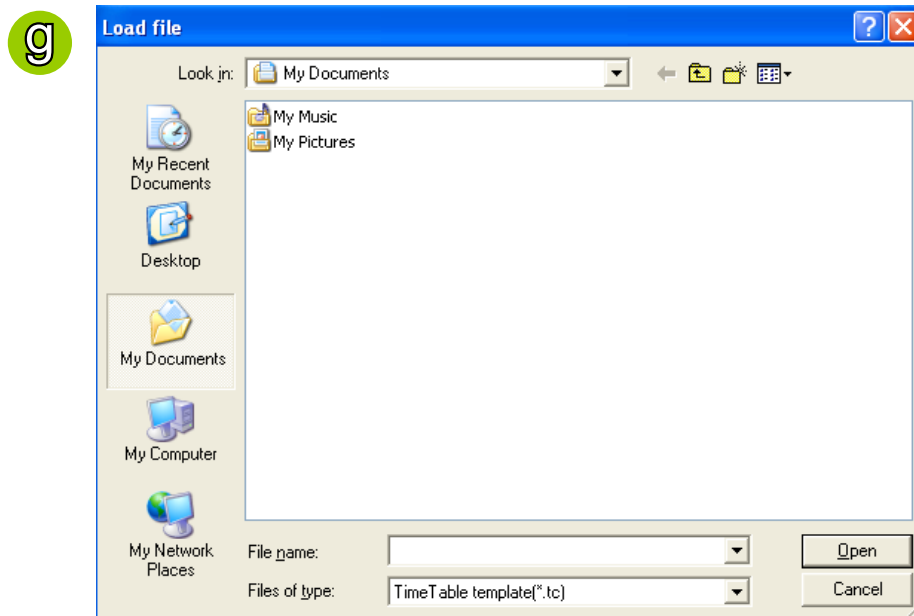 g
Load file
Look in: My Documents
My Music
My Pictures
My Recent
Documents
Desktop
My Documents
My Computer
My Network
Places
File name:
Open
Files of type: TimeTable template(*.tc)
Cancel